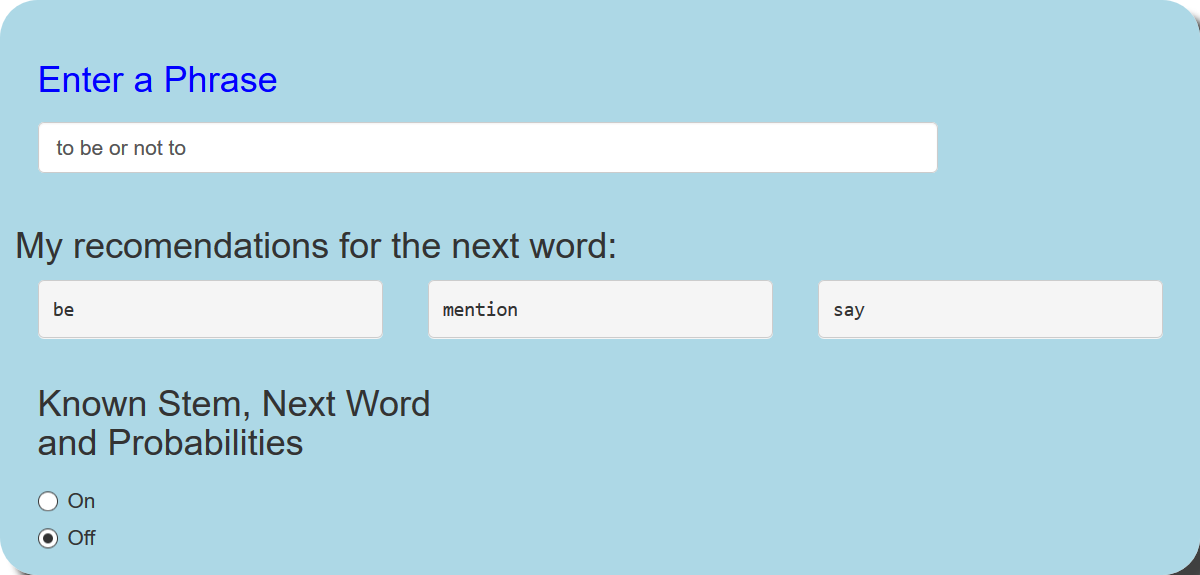 Enter a Phrase
to be or not to
My recomendations for the next word:
be
mention
say
Known Stem, Next Word
and Probabilities
On
Off